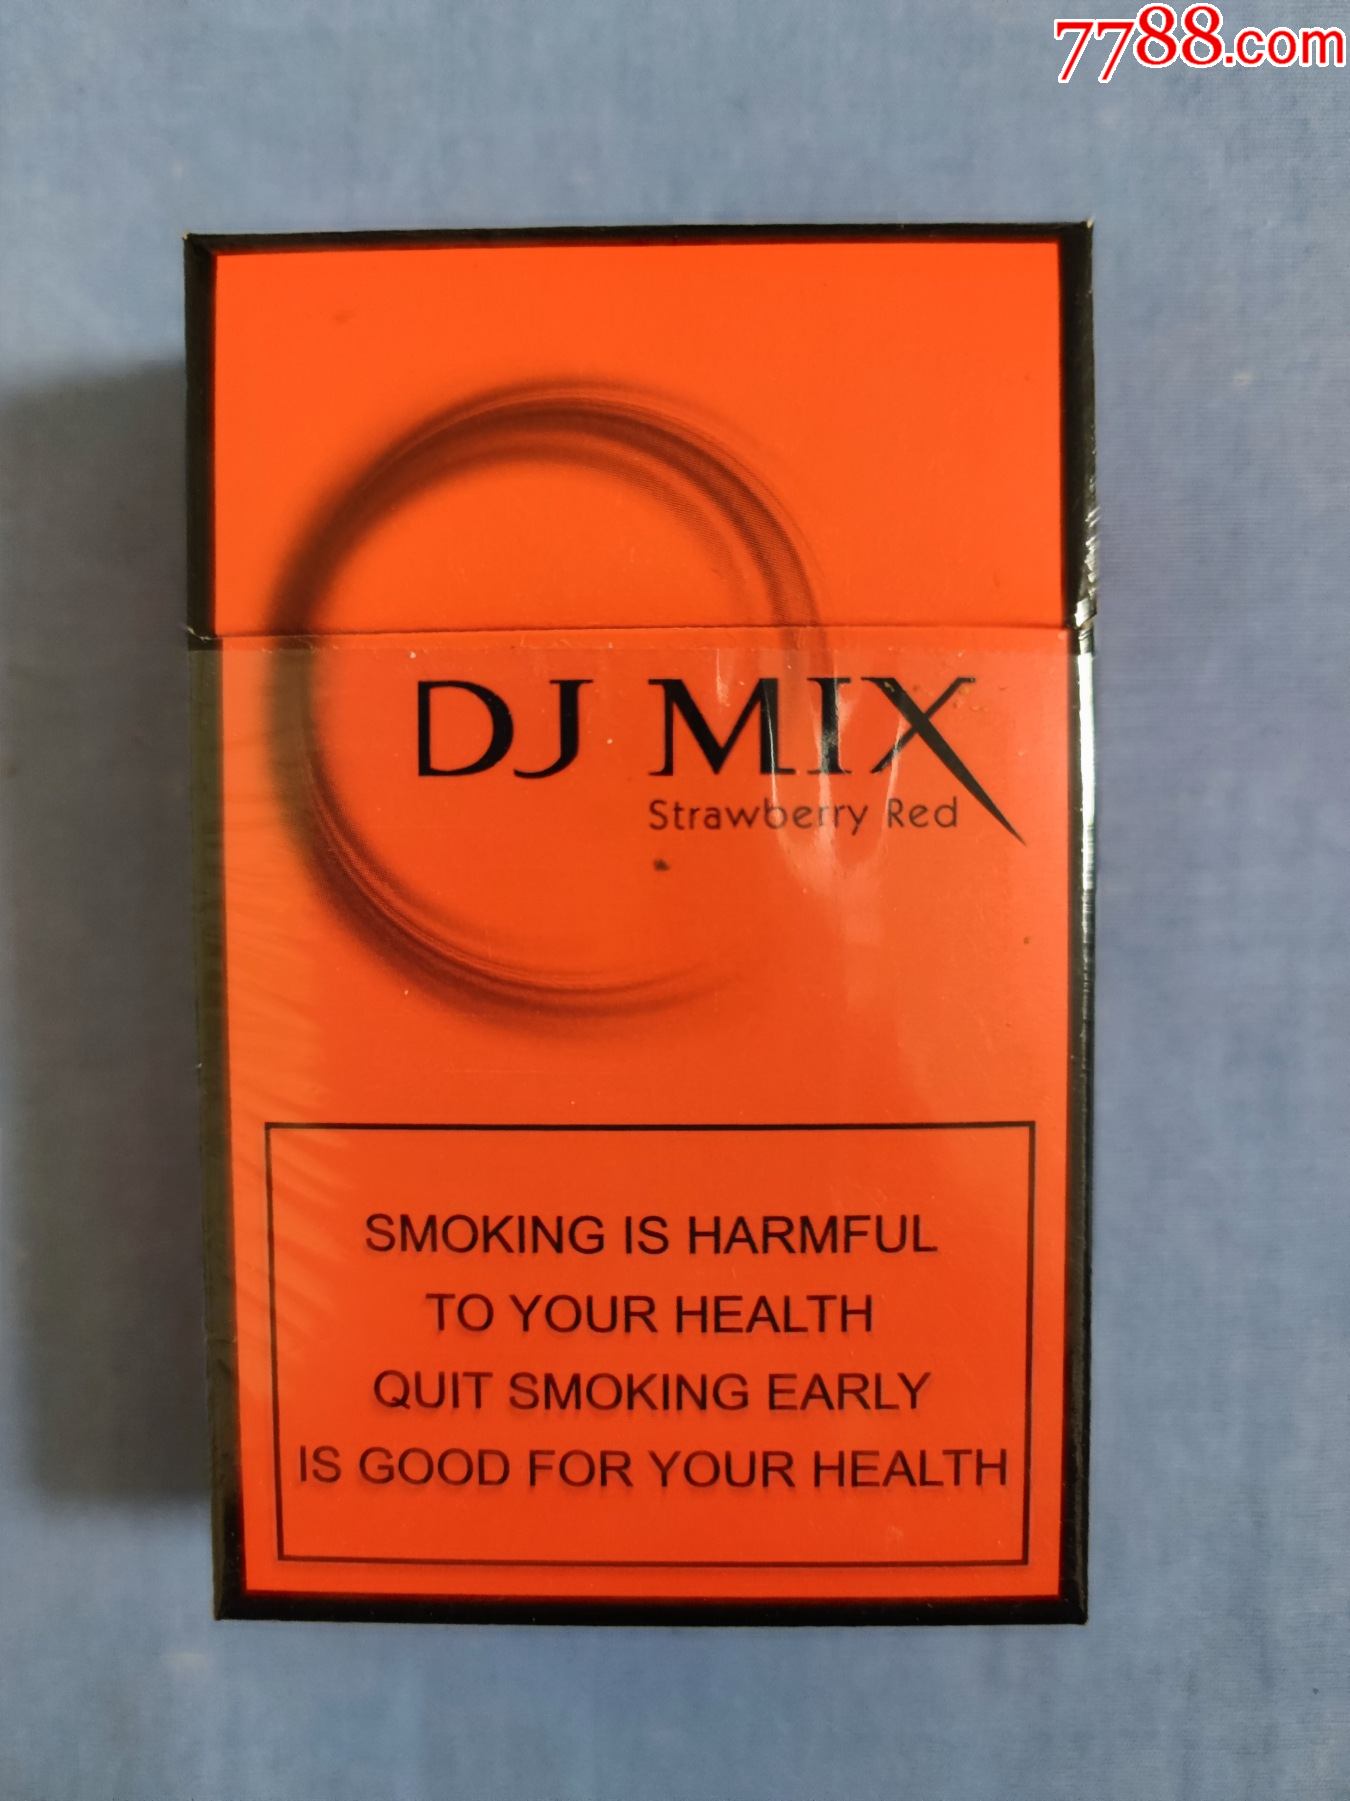 7788.com
DJ MIX
Strawberry Red
SMOKING IS HARMFUL
TO YOUR HEALTH
QUIT SMOKING EARLY
IS GOOD FOR YOUR HEALTH